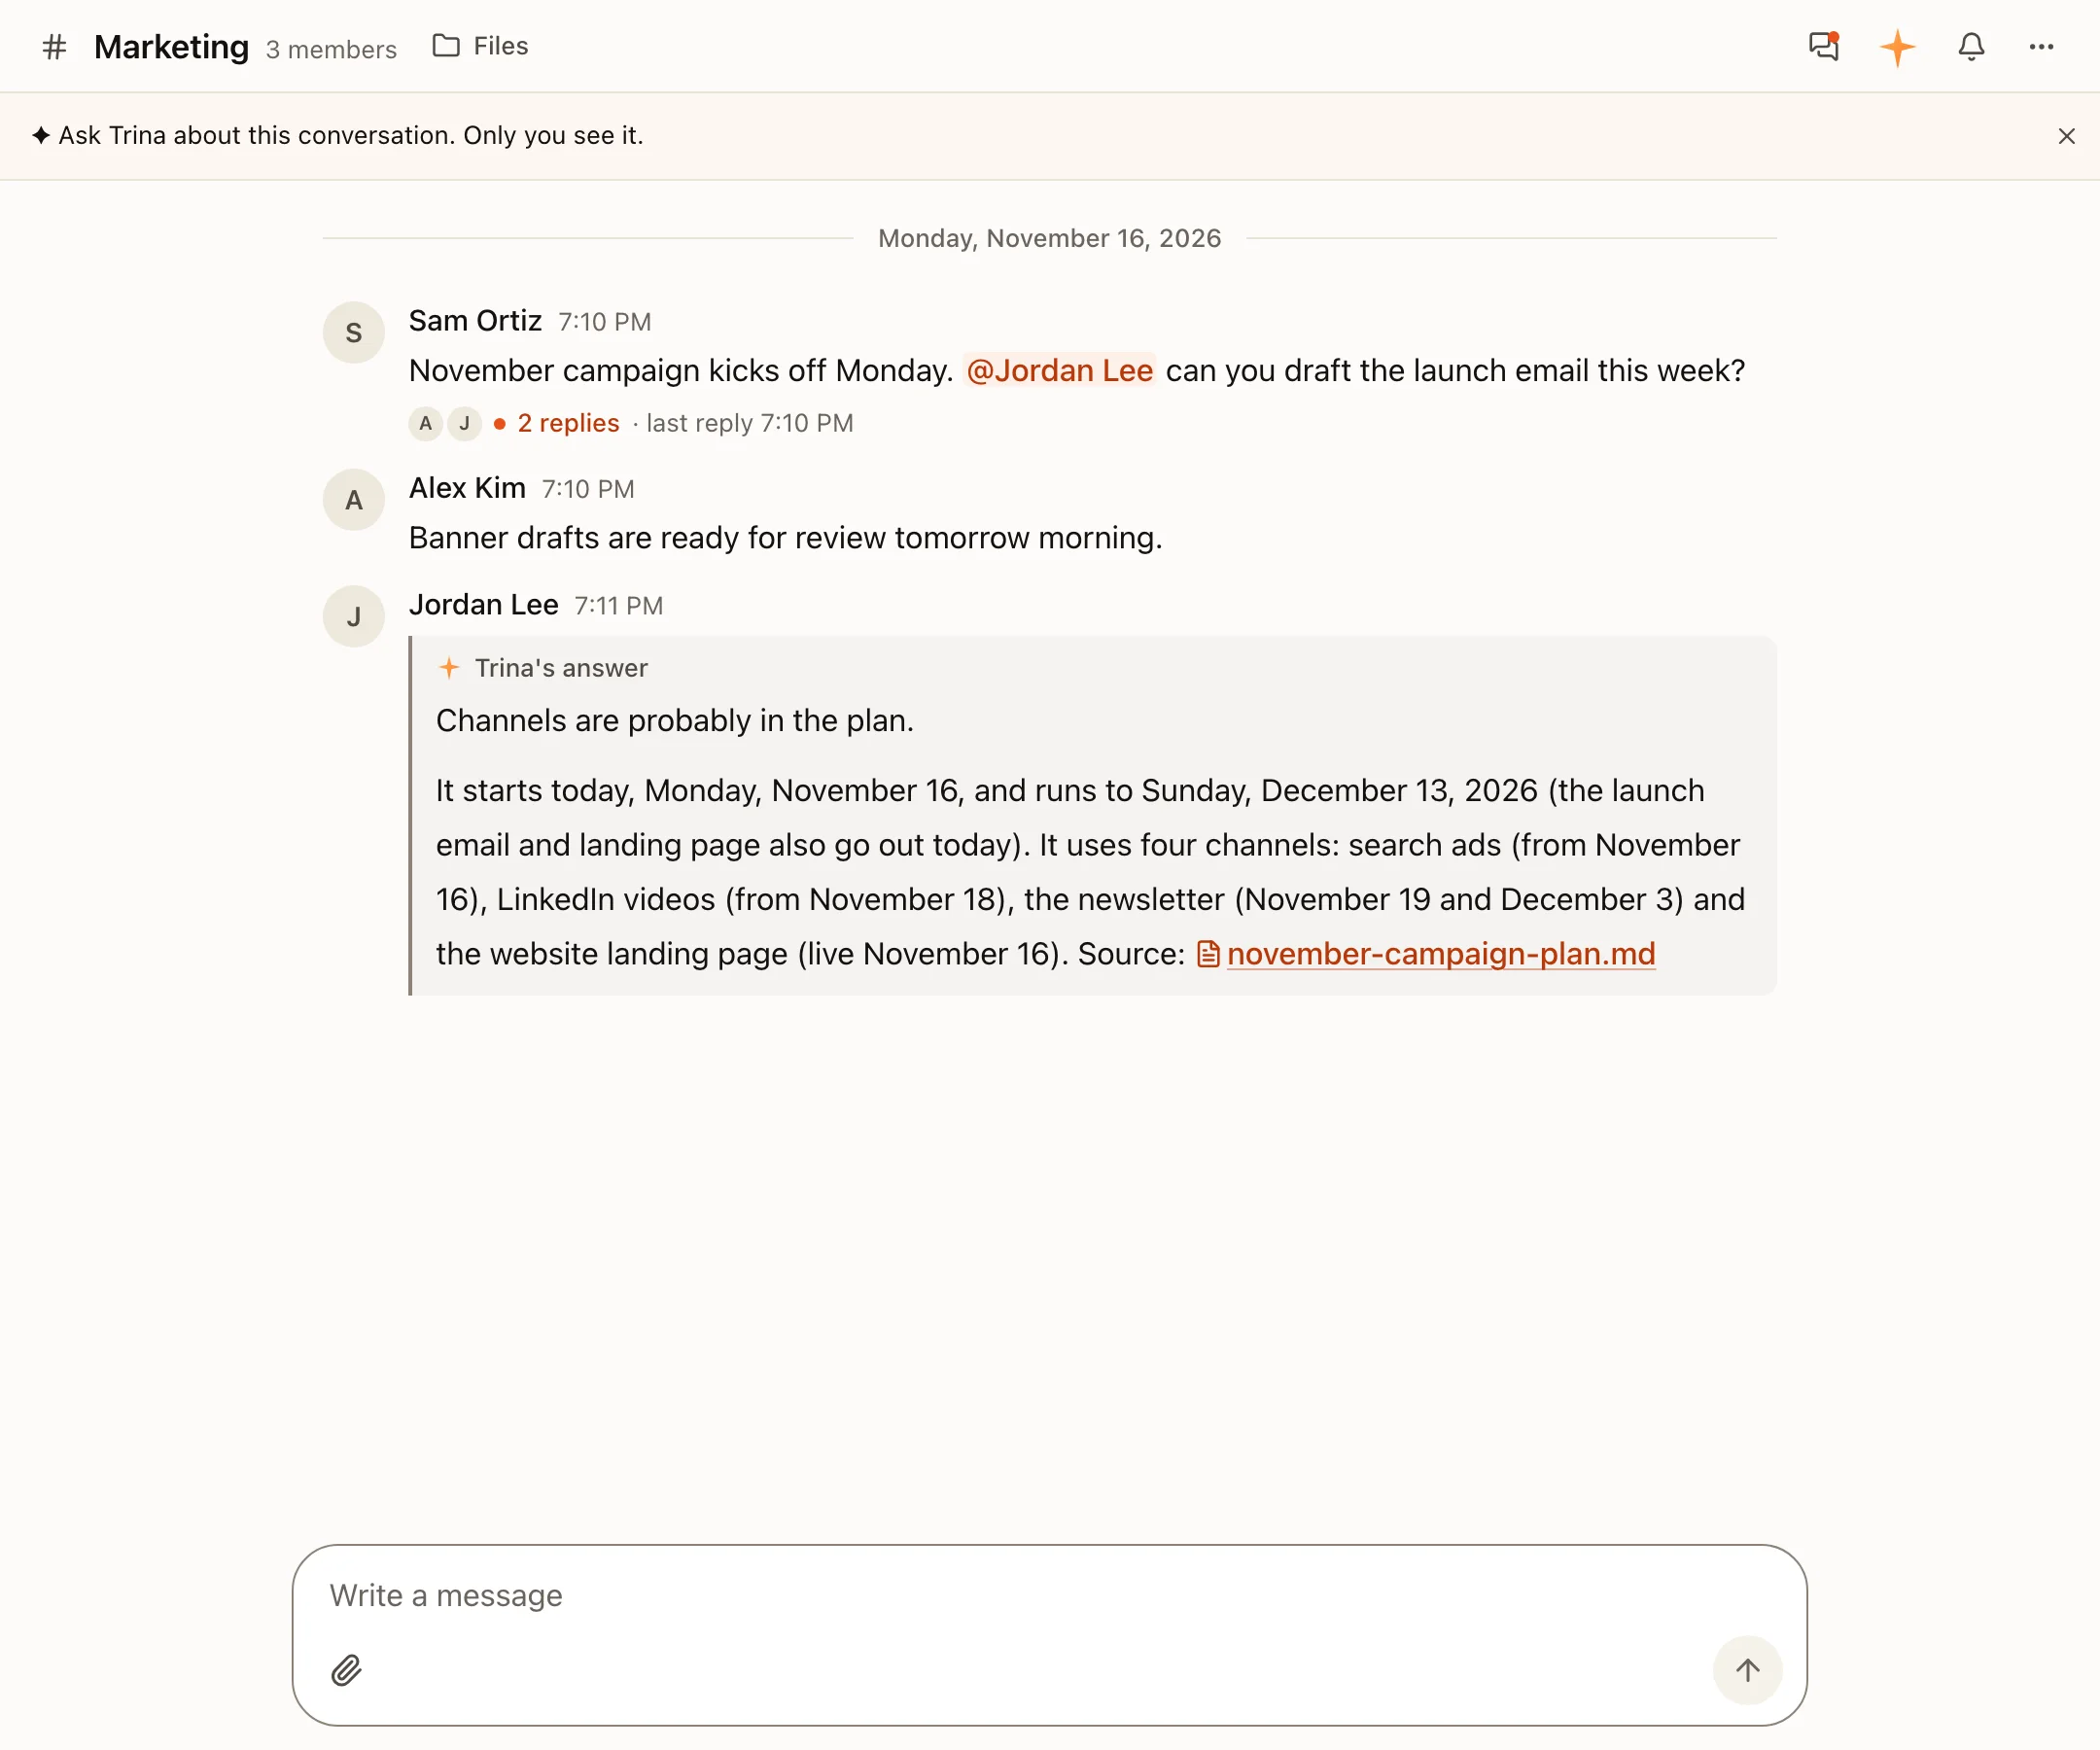 # Marketing 3 members Files
✦ Ask Trina about this conversation. Only you see it.
Monday, November 16, 2026
S
Sam Ortiz 7:10 PM
November campaign kicks off Monday. @Jordan Lee can you draft the launch email this week?
A J 2 replies · last reply 7:10 PM
A
Alex Kim 7:10 PM
Banner drafts are ready for review tomorrow morning.
J
Jordan Lee 7:11 PM
Trina's answer
Channels are probably in the plan.
It starts today, Monday, November 16, and runs to Sunday, December 13, 2026 (the launch
email and landing page also go out today). It uses four channels: search ads (from November
16), LinkedIn videos (from November 18), the newsletter (November 19 and December 3) and
the website landing page (live November 16). Source: november-campaign-plan.md
Write a message